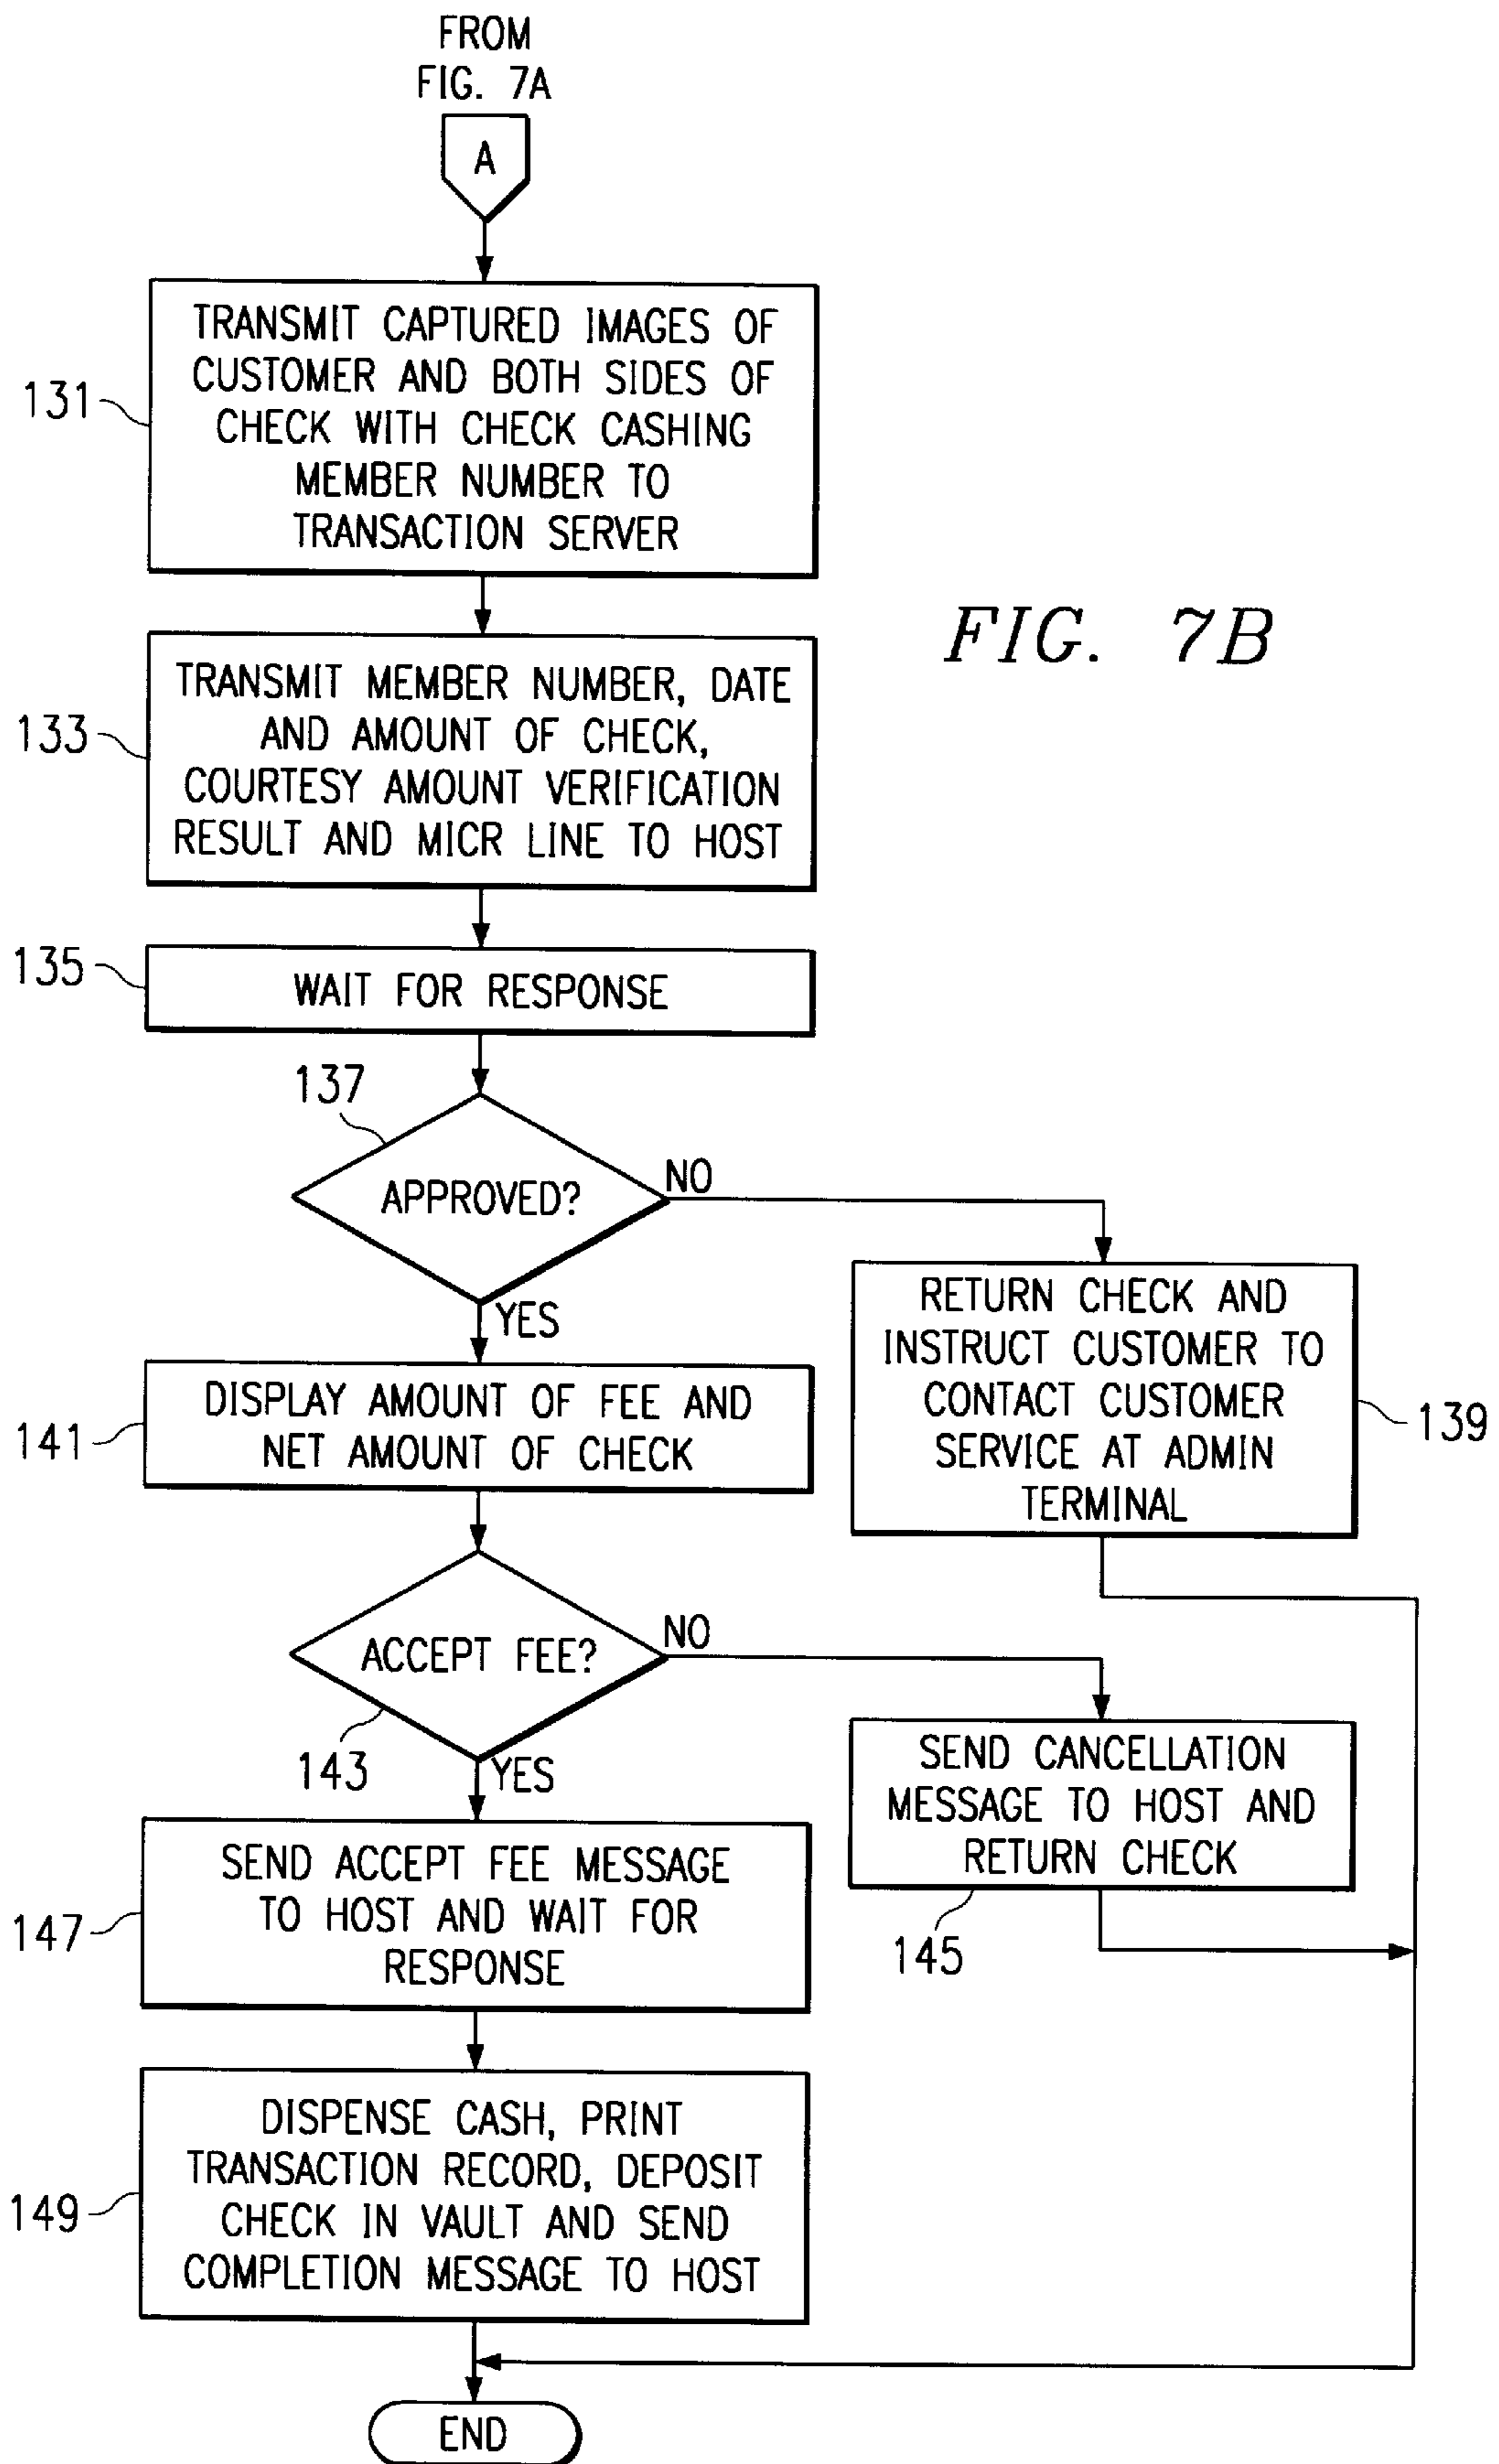 FROM
FIG. 7A
A
TRANSMIT CAPTURED IMAGES OF
CUSTOMER AND BOTH SIDES OF
CHECK WITH CHECK CASHING
MEMBER NUMBER TO
TRANSACTION SERVER
131
FIG. 7B
TRANSMIT MEMBER NUMBER, DATE
AND AMOUNT OF CHECK,
COURTESY AMOUNT VERIFICATION
RESULT AND MICR LINE TO HOST
133
135
WAIT FOR RESPONSE
137
APPROVED?
NO
YES
RETURN CHECK AND
INSTRUCT CUSTOMER TO
CONTACT CUSTOMER
SERVICE AT ADMIN
TERMINAL
139
DISPLAY AMOUNT OF FEE AND
NET AMOUNT OF CHECK
141
ACCEPT FEE?
NO
143
YES
SEND CANCELLATION
MESSAGE TO HOST AND
RETURN CHECK
145
SEND ACCEPT FEE MESSAGE
TO HOST AND WAIT FOR
RESPONSE
147
DISPENSE CASH, PRINT
TRANSACTION RECORD, DEPOSIT
CHECK IN VAULT AND SEND
COMPLETION MESSAGE TO HOST
149
END